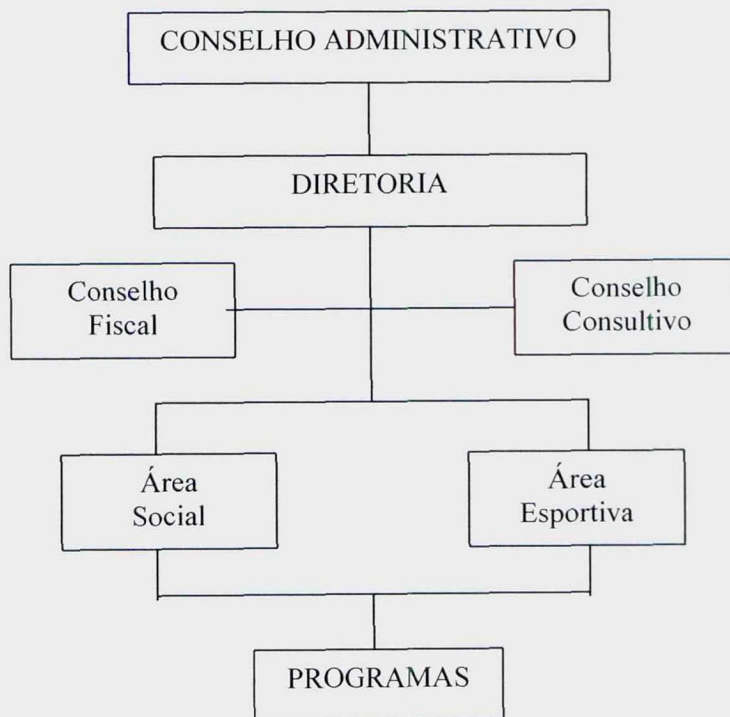 CONSELHO ADMINISTRATIVO
DIRETORIA
Conselho
Fiscal
Conselho
Consultivo
Área
Social
Área
Esportiva
PROGRAMAS